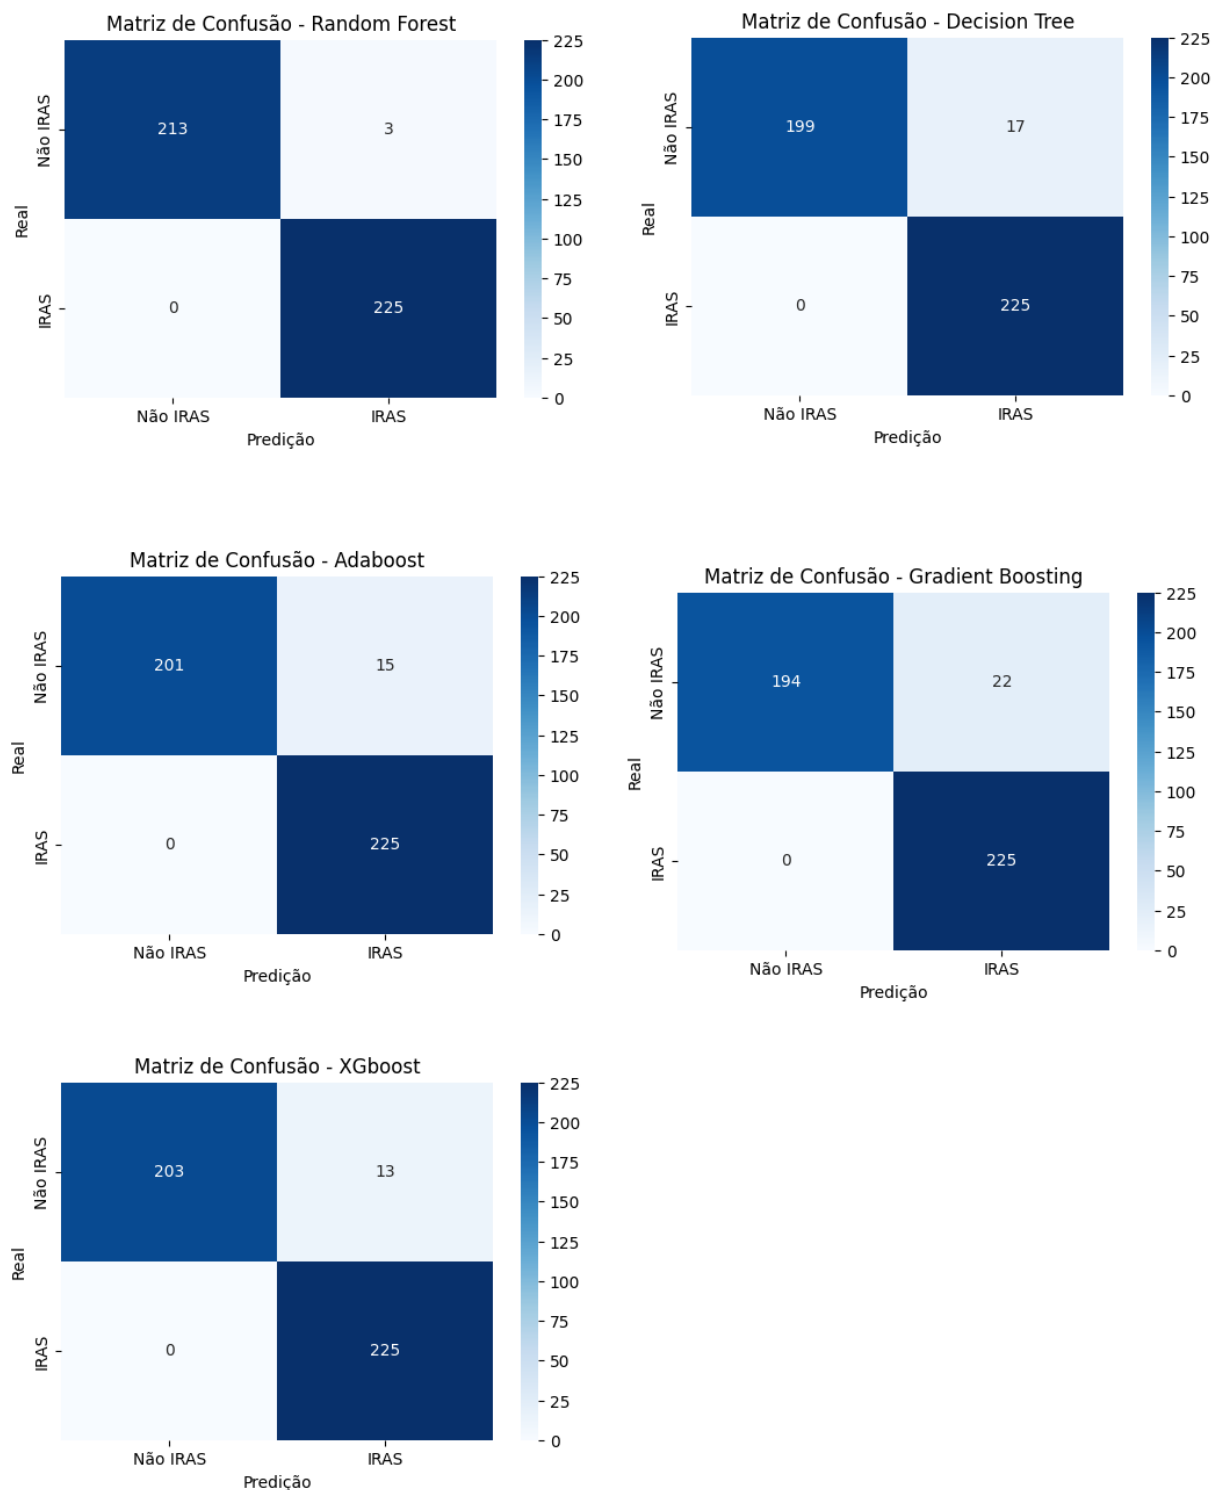 Matriz de Confusão - Random Forest
Não IRAS
213
3
IRAS
0
225
Real
Não IRAS
IRAS
Predição
225
200
175
150
125
100
75
50
25
0
Matriz de Confusão - Decision Tree
Não IRAS
199
17
IRAS
0
225
Real
Não IRAS
IRAS
Predição
225
200
175
150
125
100
75
50
25
0
Matriz de Confusão - Adaboost
Não IRAS
201
15
IRAS
0
225
Real
Não IRAS
IRAS
Predição
225
200
175
150
125
100
75
50
25
0
Matriz de Confusão - Gradient Boosting
Não IRAS
194
22
IRAS
0
225
Real
Não IRAS
IRAS
Predição
225
200
175
150
125
100
75
50
25
0
Matriz de Confusão - XGboost
Não IRAS
203
13
IRAS
0
225
Real
Não IRAS
IRAS
Predição
225
200
175
150
125
100
75
50
25
0